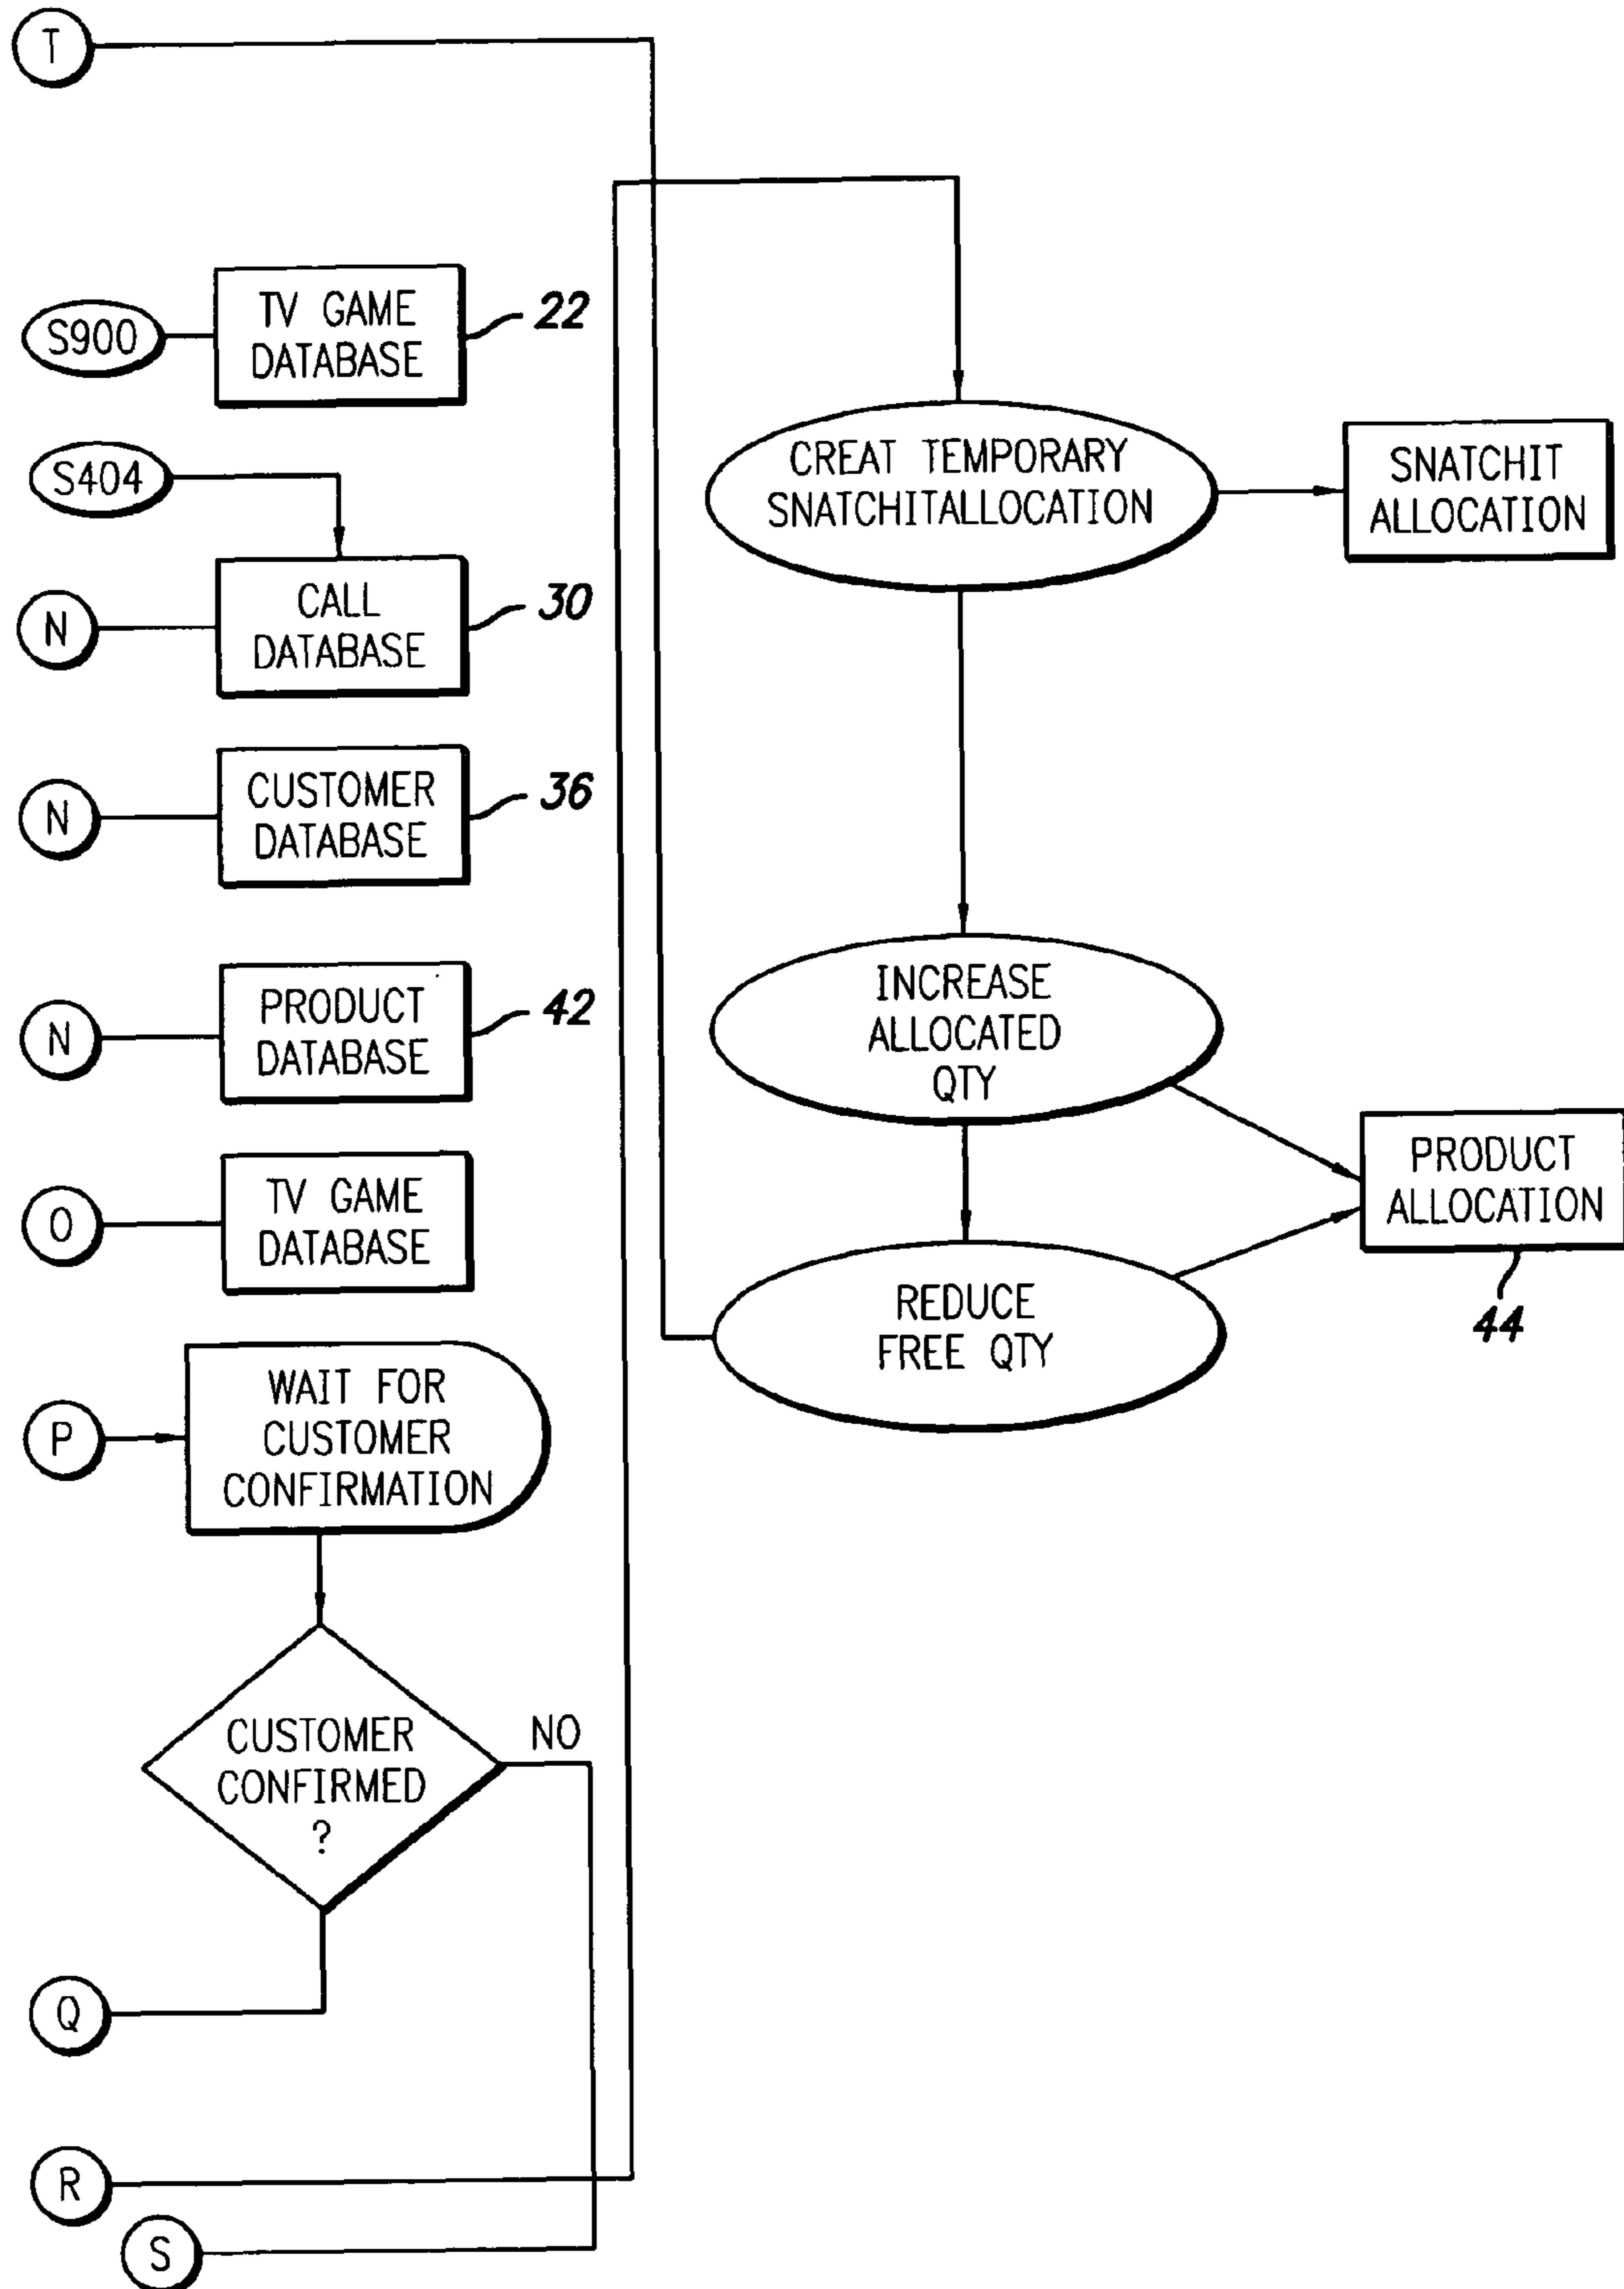 T
S900
TV GAME
DATABASE
22
S404
CALL
DATABASE
30
N
N
CUSTOMER
DATABASE
36
N
PRODUCT
DATABASE
42
O
TV GAME
DATABASE
P
WAIT FOR
CUSTOMER
CONFIRMATION
CUSTOMER
CONFIRMED
?
NO
Q
R
S
CREAT TEMPORARY
SNATCHITALLOCATION
SNATCHIT
ALLOCATION
INCREASE
ALLOCATED
QTY
PRODUCT
ALLOCATION
44
REDUCE
FREE QTY